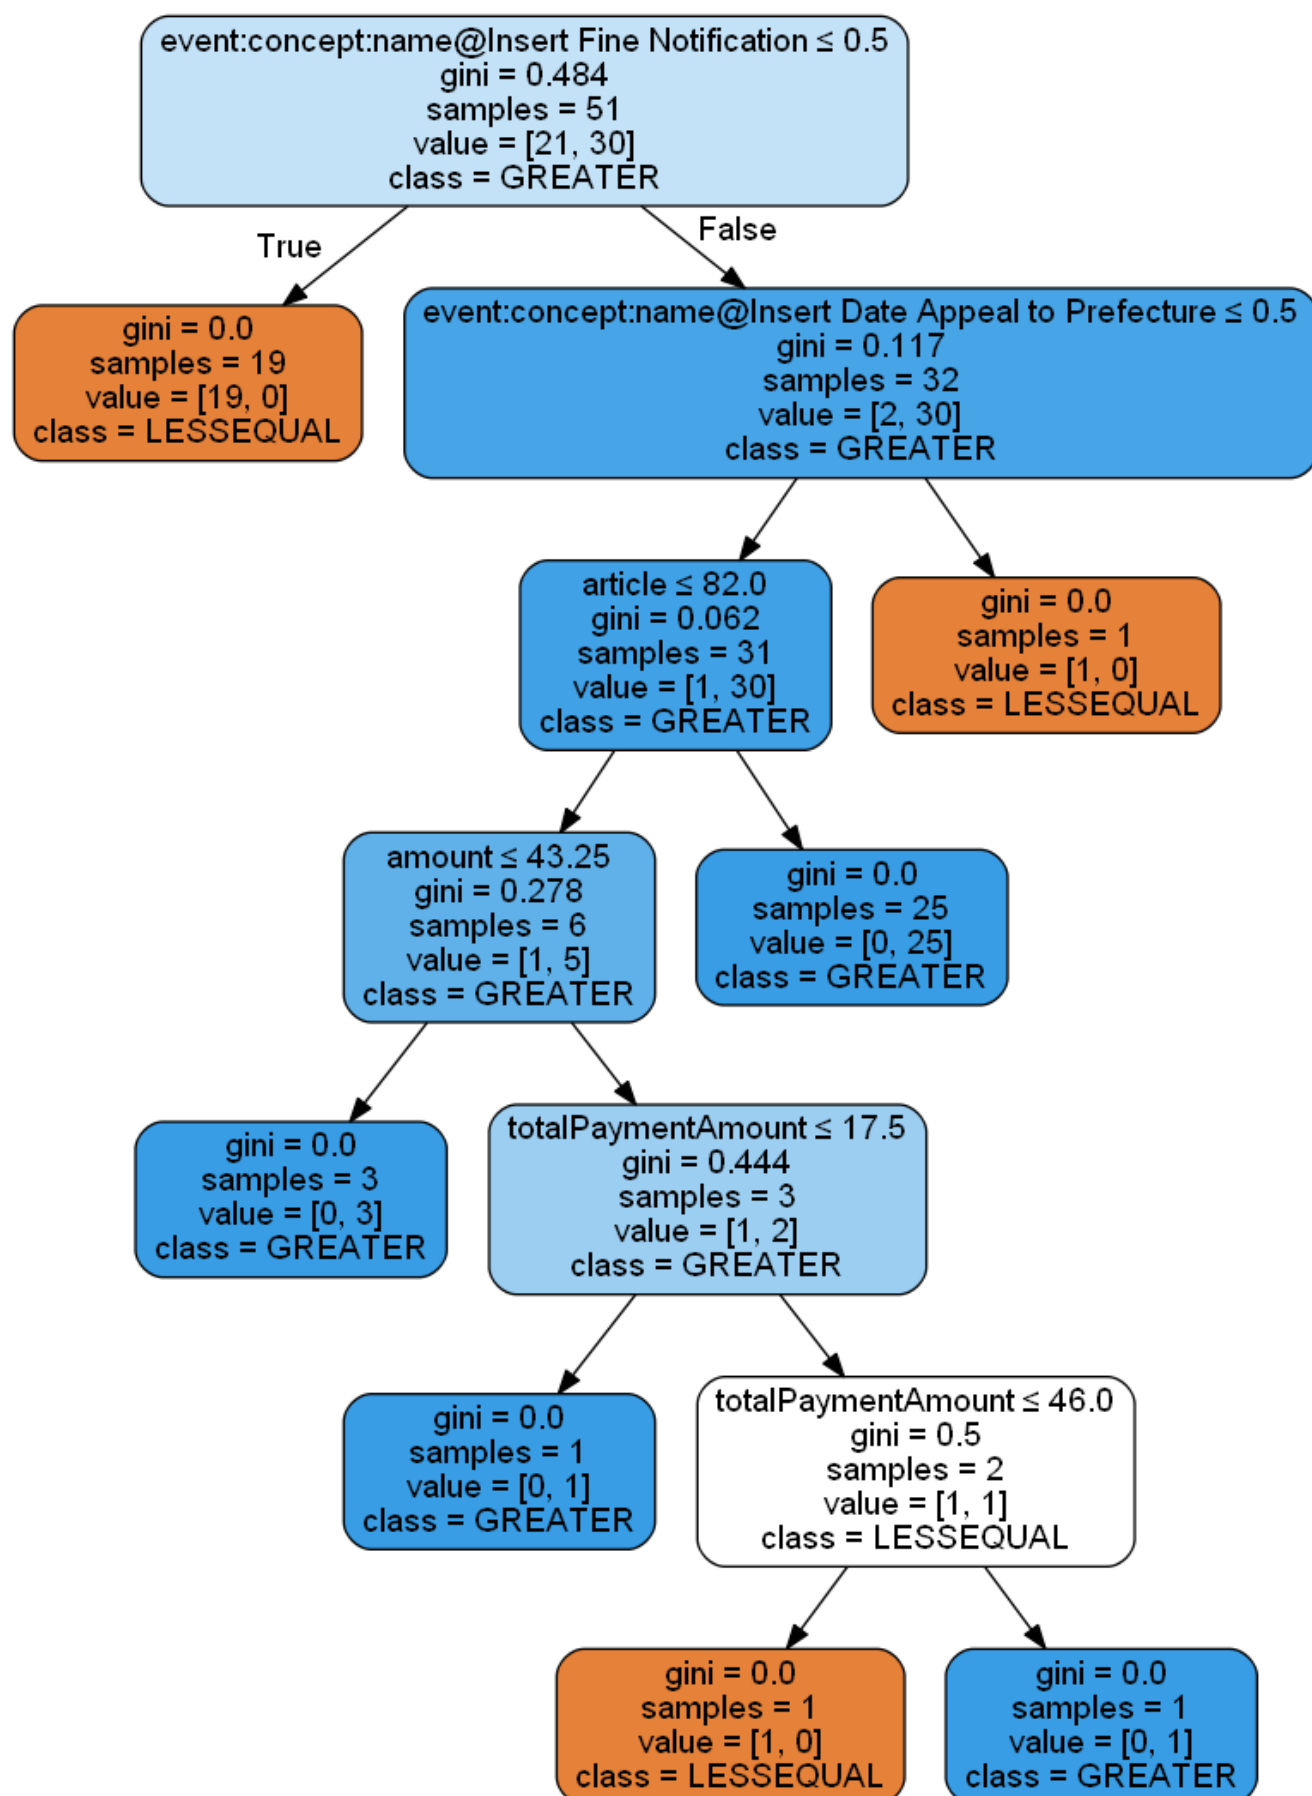 event:concept:name@Insert Fine Notification ≤ 0.5
gini = 0.484
samples = 51
value = [21, 30]
class = GREATER
True
False
gini = 0.0
samples = 19
value = [19, 0]
class = LESSEQUAL
event:concept:name@Insert Date Appeal to Prefecture ≤ 0.5
gini = 0.117
samples = 32
value = [2, 30]
class = GREATER
article ≤ 82.0
gini = 0.062
samples = 31
value = [1, 30]
class = GREATER
gini = 0.0
samples = 1
value = [1, 0]
class = LESSEQUAL
amount ≤ 43.25
gini = 0.278
samples = 6
value = [1, 5]
class = GREATER
gini = 0.0
samples = 25
value = [0, 25]
class = GREATER
gini = 0.0
samples = 3
value = [0, 3]
class = GREATER
totalPaymentAmount ≤ 17.5
gini = 0.444
samples = 3
value = [1, 2]
class = GREATER
gini = 0.0
samples = 1
value = [0, 1]
class = GREATER
totalPaymentAmount ≤ 46.0
gini = 0.5
samples = 2
value = [1, 1]
class = LESSEQUAL
gini = 0.0
samples = 1
value = [1, 0]
class = LESSEQUAL
gini = 0.0
samples = 1
value = [0, 1]
class = GREATER